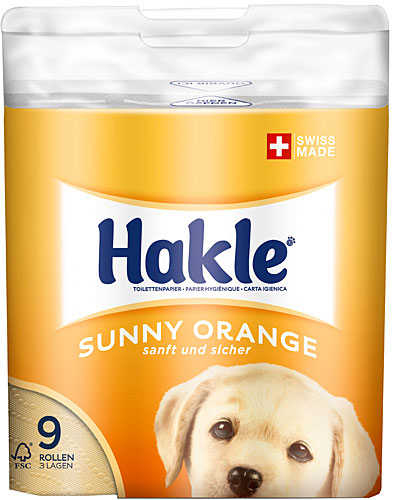 SWISS
MADE
Hakle
TOILETTENPAPIER • PAPIER HYGIÉNIQUE • CARTA IGIENICA
SUNNY ORANGE
sanft und sicher
9
ROLLEN
3 LAGEN
FSC